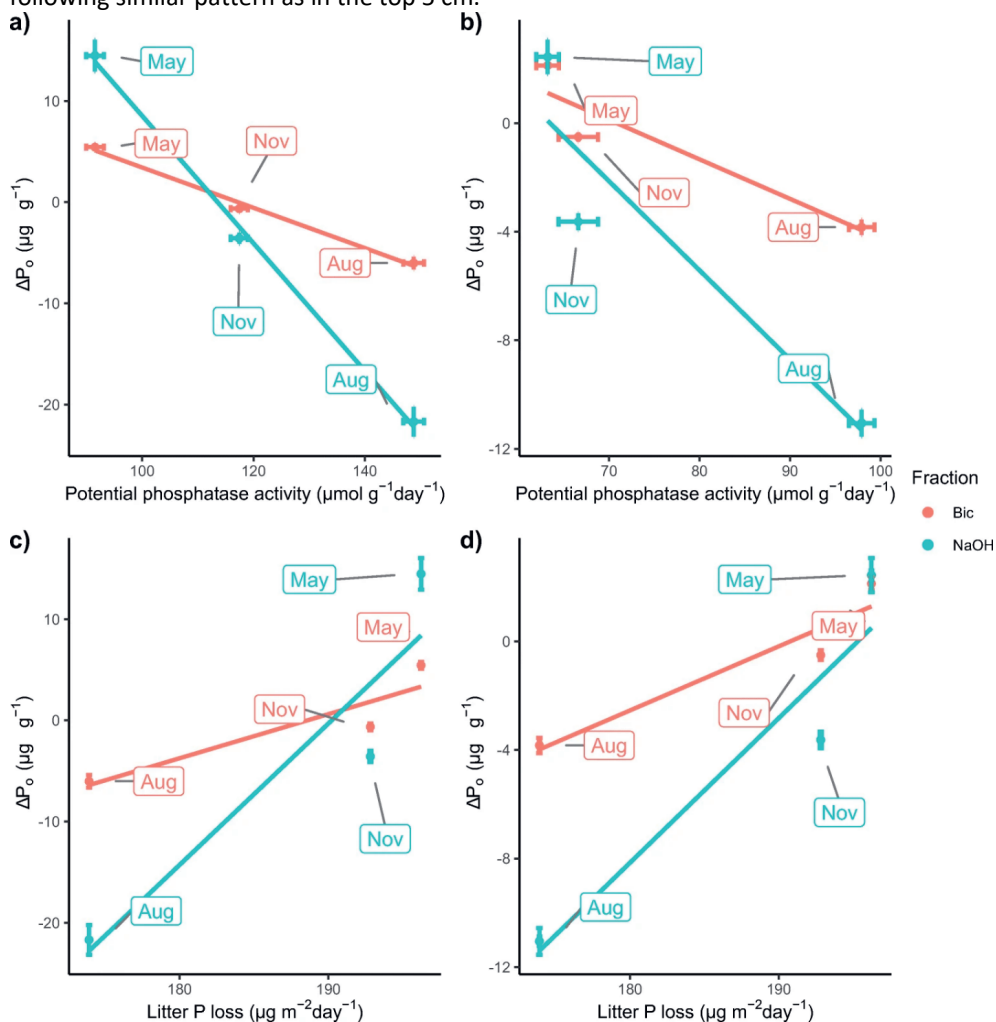 following similar pattern as in the top 5 cm.
a)
May
May
Nov
Nov
Aug
Aug
10
0
-10
-20
ΔPₒ (µg g⁻¹)
100 120 140
Potential phosphatase activity (µmol g⁻¹day⁻¹)
b)
May
May
Nov
Nov
Aug
Aug
0
-4
-8
-12
ΔPₒ (µg g⁻¹)
70 80 90 100
Potential phosphatase activity (µmol g⁻¹day⁻¹)
Fraction
Bic
NaOH
c)
May
May
Nov
Nov
Aug
Aug
10
0
-10
-20
ΔPₒ (µg g⁻¹)
180 190
Litter P loss (µg m⁻²day⁻¹)
d)
May
May
Nov
Nov
Aug
Aug
0
-4
-8
-12
ΔPₒ (µg g⁻¹)
180 190
Litter P loss (µg m⁻²day⁻¹)